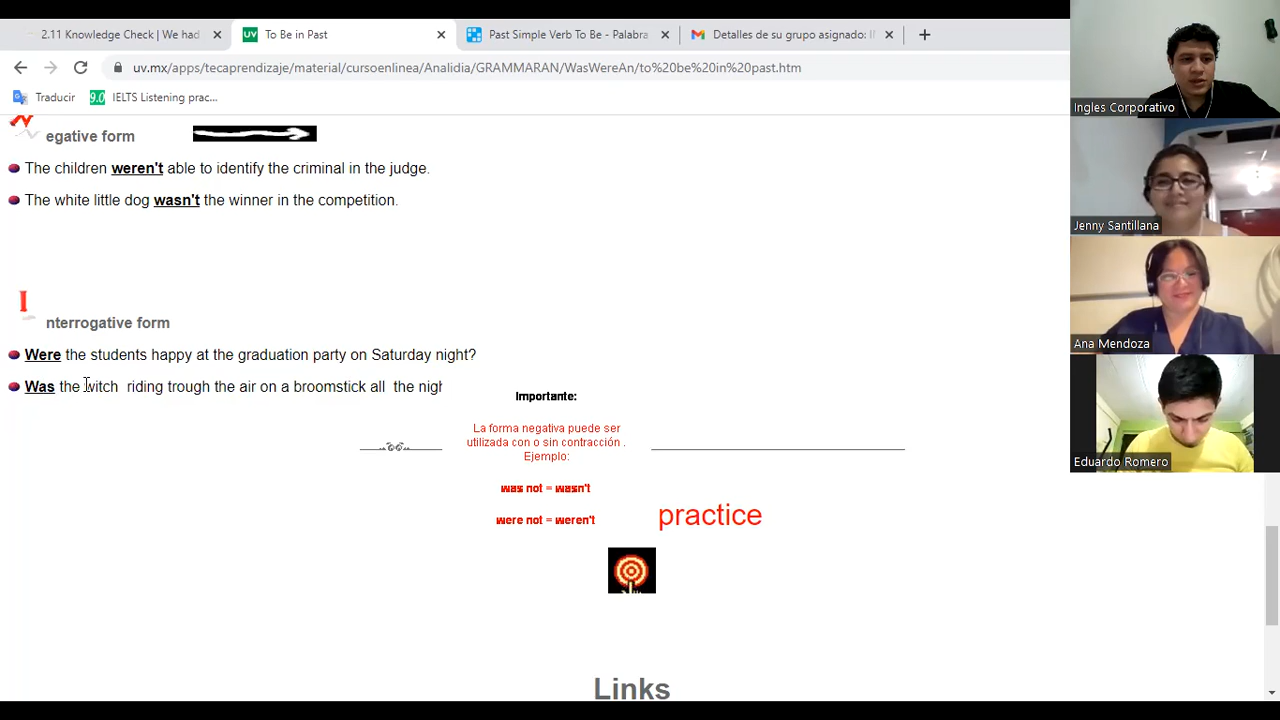 2.11 Knowledge Check | We had
To Be in Past
Past Simple Verb To Be - Palabra
Detalles de su grupo asignado: I
uv.mx/apps/tecaprendizaje/material/cursoenlinea/Analidia/GRAMMARAN/WasWereAn/to%20be%20in%20past.htm
Traducir
9.0 IELTS Listening prac...
Negative form
The children weren't able to identify the criminal in the judge.
The white little dog wasn't the winner in the competition.
Interrogative form
Were the students happy at the graduation party on Saturday night?
Was the witch riding trough the air on a broomstick all the nigh
Importante:
La forma negativa puede ser
utilizada con o sin contracción .
Ejemplo:
was not = wasn't
were not = weren't
practice
Links
Ingles Corporativo
Jenny Santillana
Ana Mendoza
Eduardo Romero